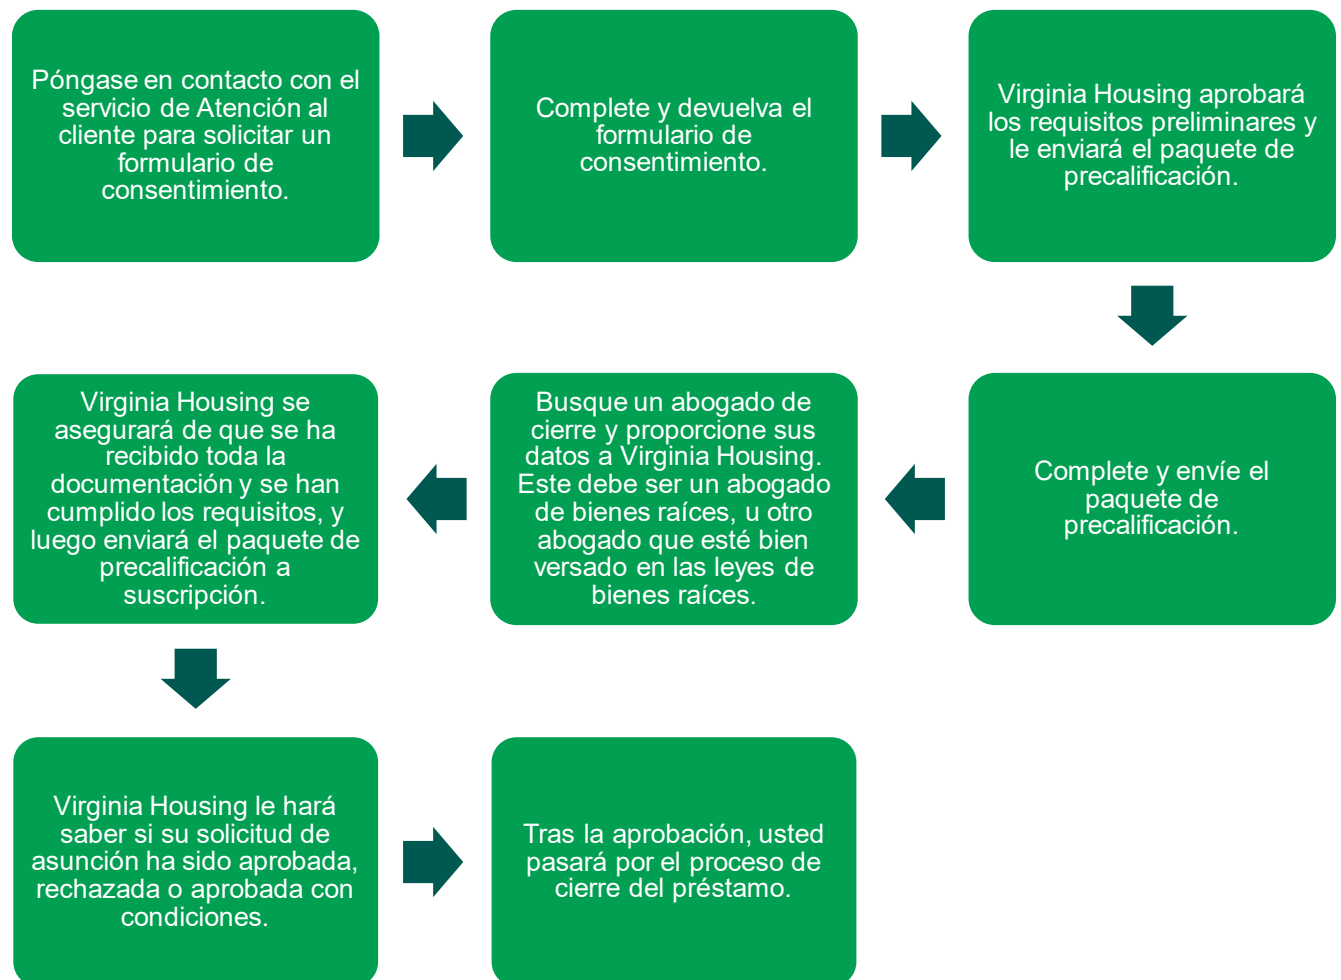 Póngase en contacto con el
servicio de Atención al
cliente para solicitar un
formulario de
consentimiento.
Complete y devuelva el
formulario de
consentimiento.
Virginia Housing aprobará
los requisitos preliminares y
le enviará el paquete de
precalificación.
Complete y envíe el
paquete de
precalificación.
Busque un abogado de
cierre y proporcione sus
datos a Virginia Housing.
Este debe ser un abogado
de bienes raíces, u otro
abogado que esté bien
versado en las leyes de
bienes raíces.
Virginia Housing se
asegurará de que se ha
recibido toda la
documentación y se han
cumplido los requisitos, y
luego enviará el paquete de
precalificación a
suscripción.
Virginia Housing le hará
saber si su solicitud de
asunción ha sido aprobada,
rechazada o aprobada con
condiciones.
Tras la aprobación, usted
pasará por el proceso de
cierre del préstamo.